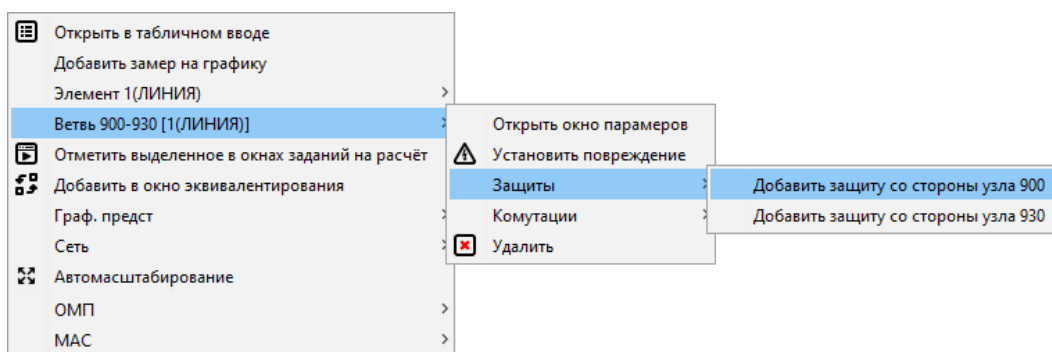 Открыть в табличном вводе
Добавить замер на графику
Элемент 1(ЛИНИЯ)
Ветвь 900-930 [1(ЛИНИЯ)]
Отметить выделенное в окнах заданий на расчёт
Добавить в окно эквивалентирования
Граф. предст
Сеть
Автомасштабирование
ОМП
МАС
Открыть окно парамеров
Установить повреждение
Защиты
Комутации
Удалить
Добавить защиту со стороны узла 900
Добавить защиту со стороны узла 930